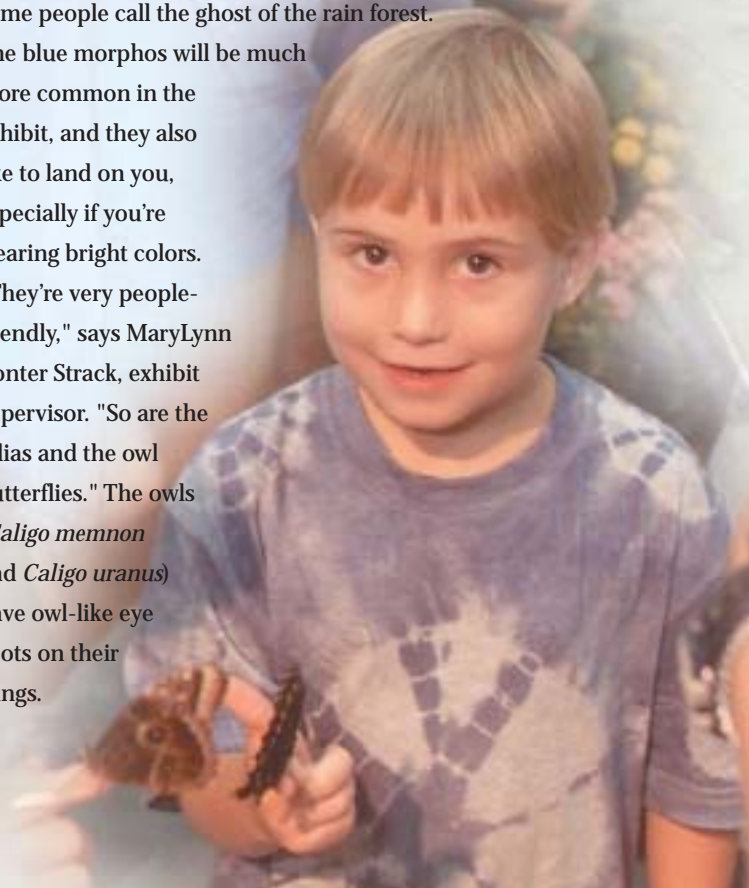 me people call the ghost of the rain forest.
he blue morphos will be much
ore common in the
hibit, and they also
ke to land on you,
pecially if you're
earing bright colors.
They're very people-
endly," says MaryLynn
onter Strack, exhibit
pervisor. "So are the
lias and the owl
utterflies." The owls
Caligo memnon
nd Caligo uranus)
ave owl-like eye
ots on their
ings.